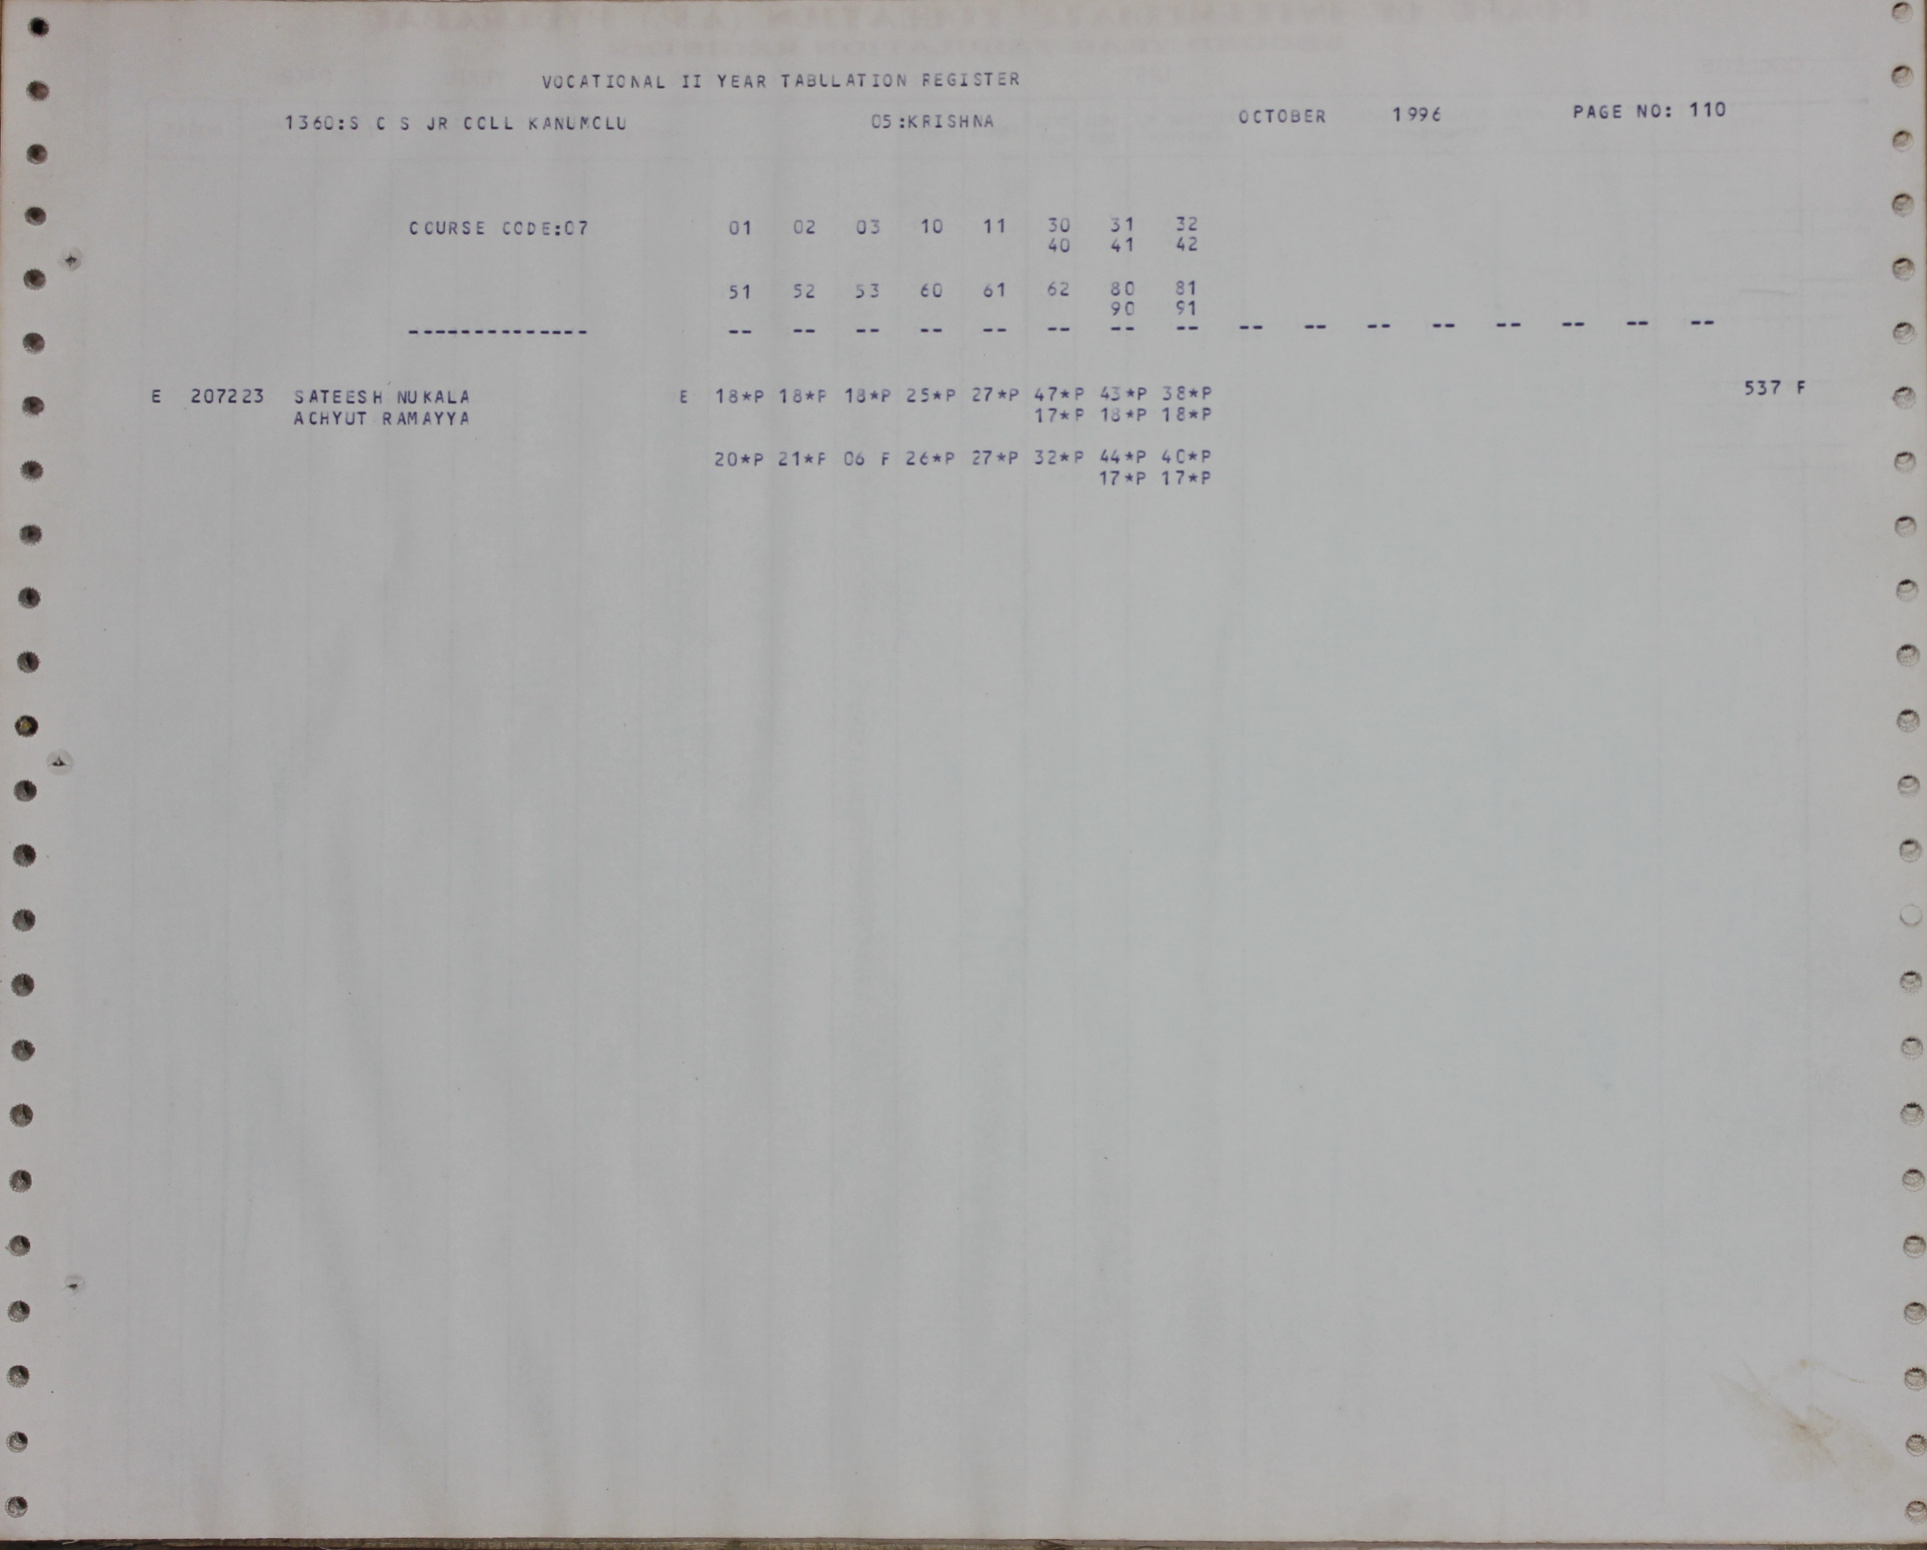 VOCATIONAL II YEAR TABULATION REGISTER
1360:S C S JR COLL KANUMOLU 05:KRISHNA OCTOBER 1996 PAGE NO: 110
COURSE CODE:07 01 02 03 10 11 30 31 32
40 41 42
51 52 53 60 61 62 80 81
90 91
-------------- -- -- -- -- -- -- -- -- -- -- -- -- -- -- -- --
E 207223 SATEESH NUKALA E 18*P 18*P 18*P 25*P 27*P 47*P 43*P 38*P 537 F
ACHYUT RAMAYYA 17*P 18*P 18*P
20*P 21*P 06 F 26*P 27*P 32*P 44*P 40*P
17*P 17*P